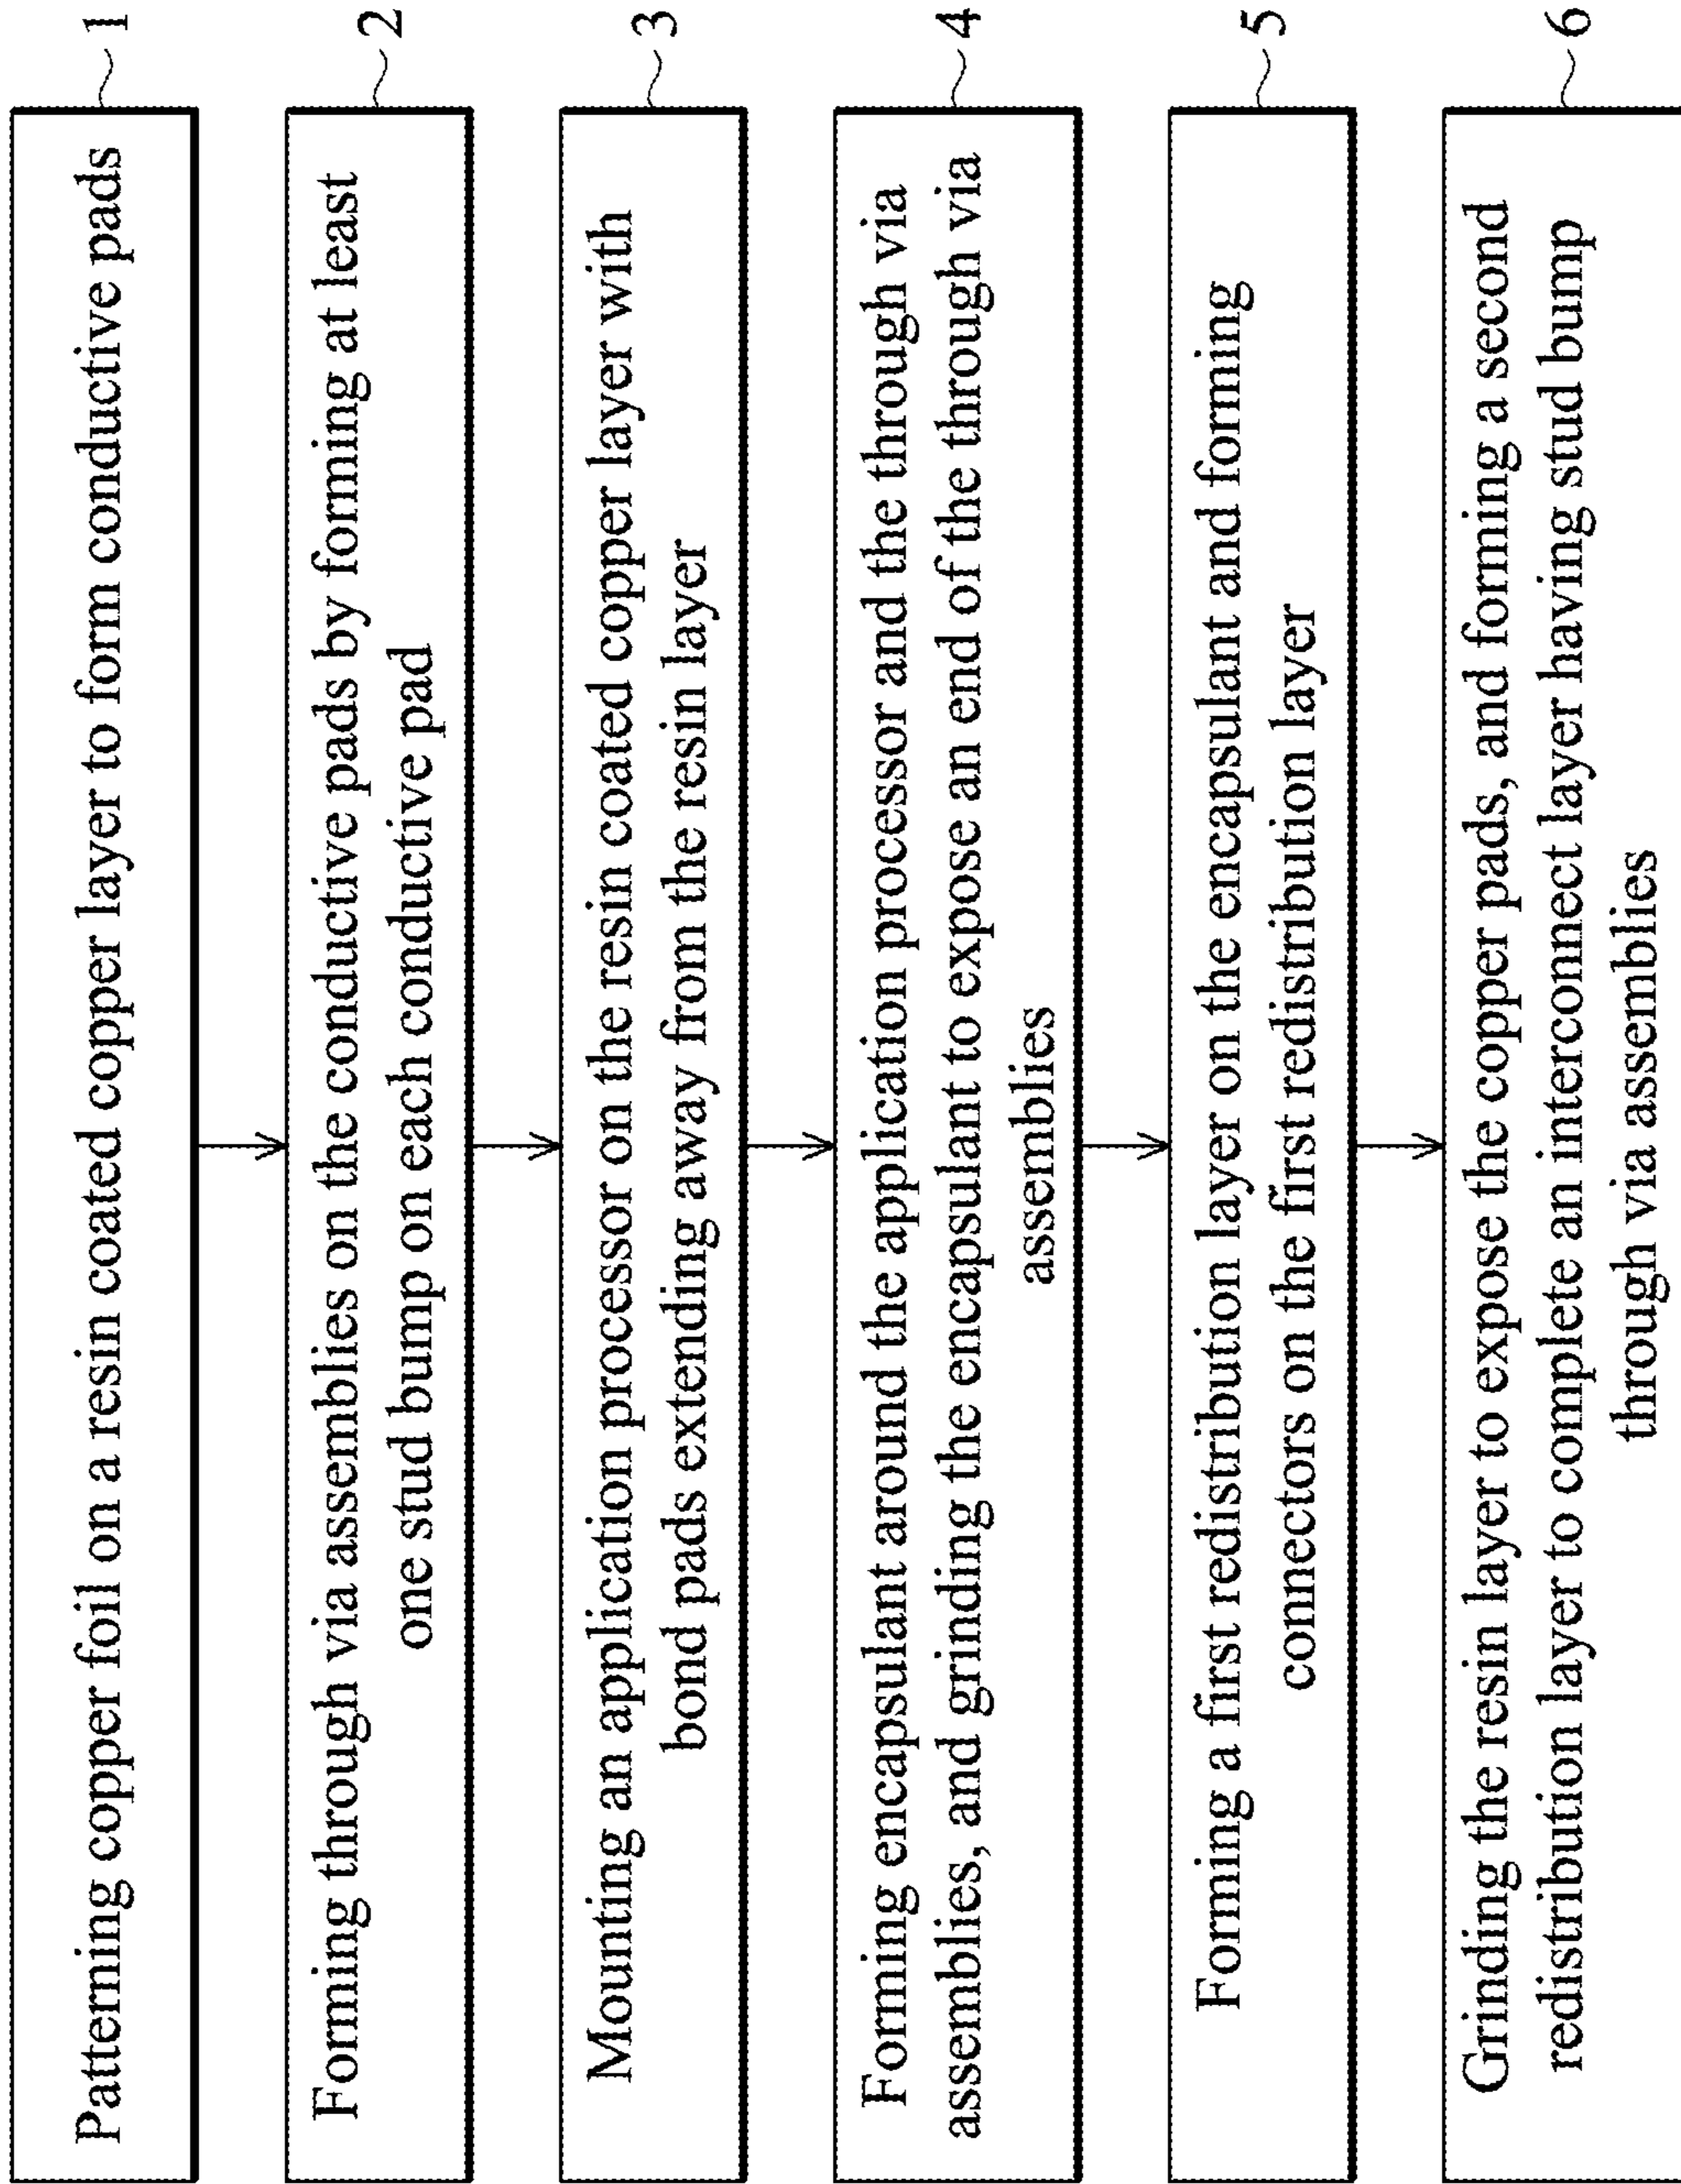 Patterning copper foil on a resin coated copper layer to form conductive pads
1
Forming through via assemblies on the conductive pads by forming at least
one stud bump on each conductive pad
2
Mounting an application processor on the resin coated copper layer with
bond pads extending away from the resin layer
3
Forming encapsulant around the application processor and the through via
assemblies, and grinding the encapsulant to expose an end of the through via
assemblies
4
Forming a first redistribution layer on the encapsulant and forming
connectors on the first redistribution layer
5
Grinding the resin layer to expose the copper pads, and forming a second
redistribution layer to complete an interconnect layer having stud bump
through via assemblies
6